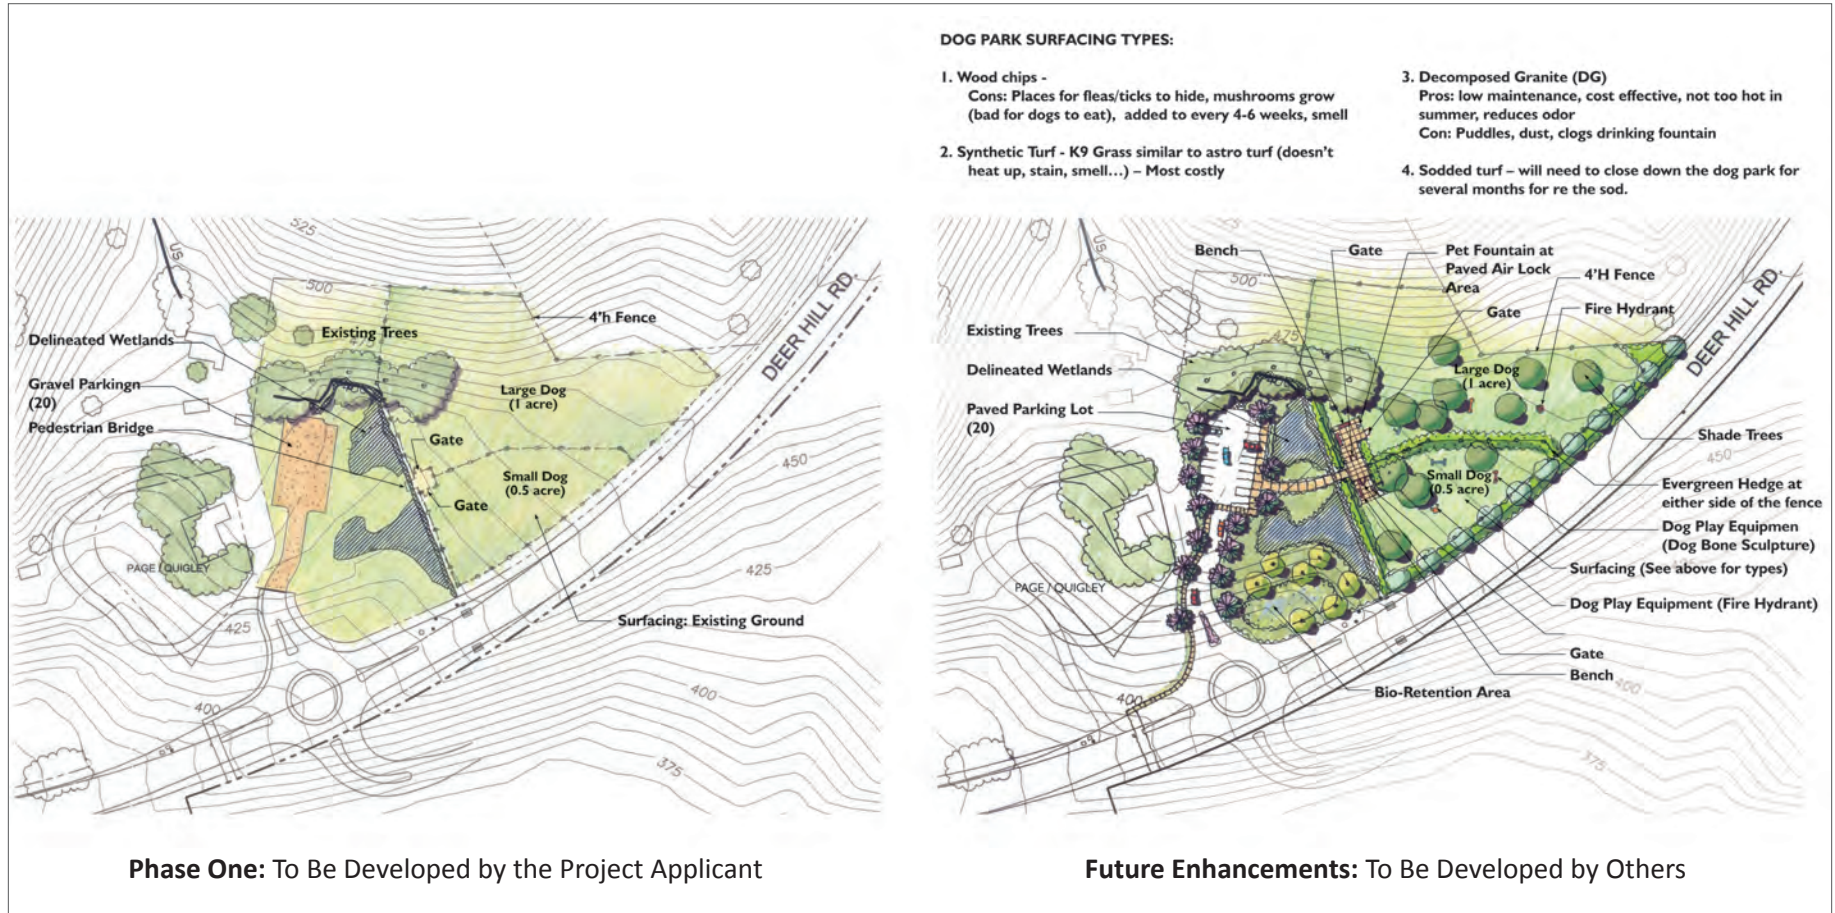 DOG PARK SURFACING TYPES:
1. Wood chips -
Cons: Places for fleas/ticks to hide, mushrooms grow
(bad for dogs to eat), added to every 4-6 weeks, smell
2. Synthetic Turf - K9 Grass similar to astro turf (doesn't
heat up, stain, smell...) – Most costly
3. Decomposed Granite (DG)
Pros: low maintenance, cost effective, not too hot in
summer, reduces odor
Con: Puddles, dust, clogs drinking fountain
4. Sodded turf – will need to close down the dog park for
several months for re the sod.
US
525
500
Existing Trees
4'h Fence
DEER HILL RD.
Delineated Wetlands
Gravel Parkingn
(20)
Pedestrian Bridge
Large Dog
(1 acre)
Gate
Small Dog
(0.5 acre)
Gate
450
425
PAGE / QUIGLEY
425
Surfacing: Existing Ground
400
400
375
US
Bench
Gate
Pet Fountain at
Paved Air Lock
Area
4'H Fence
Fire Hydrant
Gate
DEER HILL RD.
500
475
Existing Trees
Delineated Wetlands
Paved Parking Lot
(20)
Large Dog
(1 acre)
Shade Trees
450
Small Dog
(0.5 acre)
Evergreen Hedge at
either side of the fence
Dog Play Equipmen
(Dog Bone Sculpture)
425
Surfacing (See above for types)
PAGE / QUIGLEY
Dog Play Equipment (Fire Hydrant)
Gate
Bench
400
Bio-Retention Area
400
375
Phase One: To Be Developed by the Project Applicant
Future Enhancements: To Be Developed by Others